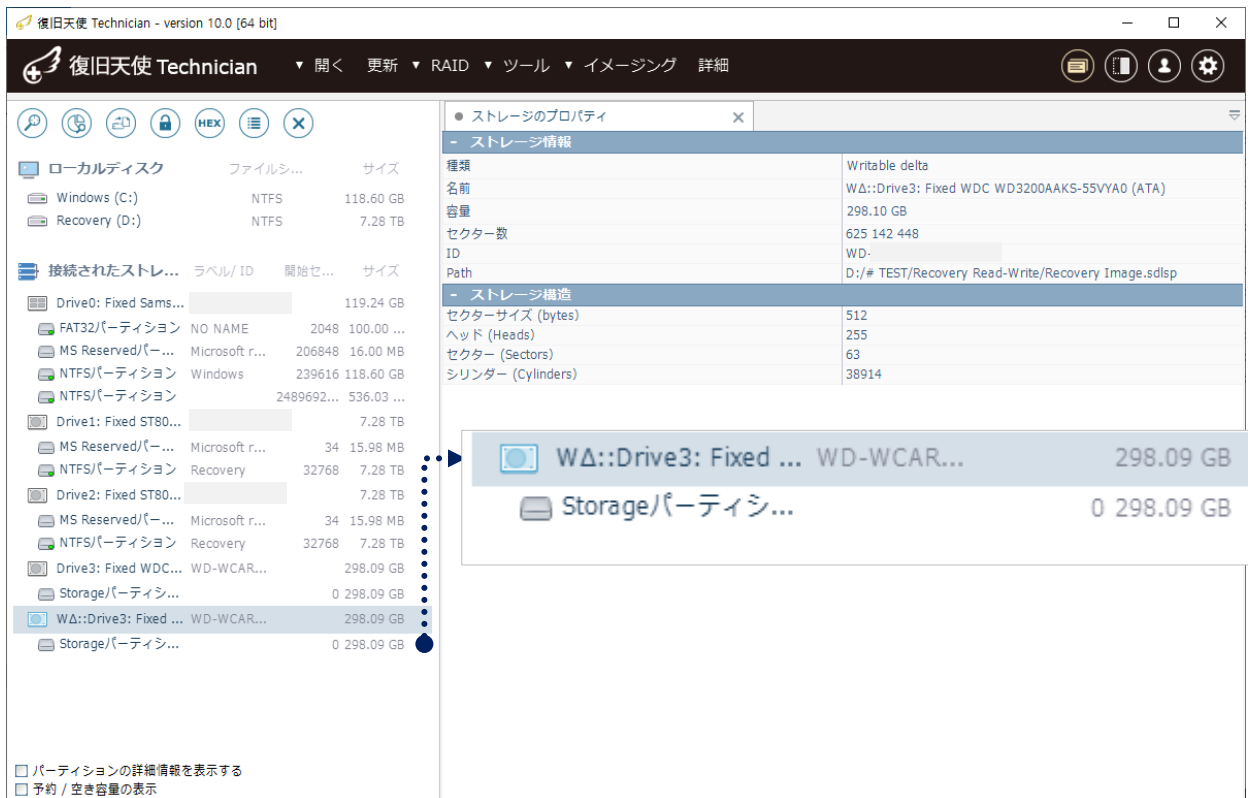 復旧天使 Technician - version 10.0 [64 bit]
復旧天使 Technician ▼ 開く 更新 ▼ RAID ▼ ツール ▼ イメージング 詳細
HEX
ローカルディスク ファイルシ... サイズ
Windows (C:) NTFS 118.60 GB
Recovery (D:) NTFS 7.28 TB
接続されたストレ... ラベル/ ID 開始セ... サイズ
Drive0: Fixed Sams... 119.24 GB
FAT32パーティション NO NAME 2048 100.00 ...
MS Reservedパー... Microsoft r... 206848 16.00 MB
NTFSパーティション Windows 239616 118.60 GB
NTFSパーティション 2489692... 536.03 ...
Drive1: Fixed ST80... 7.28 TB
MS Reservedパー... Microsoft r... 34 15.98 MB
NTFSパーティション Recovery 32768 7.28 TB
Drive2: Fixed ST80... 7.28 TB
MS Reservedパー... Microsoft r... 34 15.98 MB
NTFSパーティション Recovery 32768 7.28 TB
Drive3: Fixed WDC... WD-WCAR... 298.09 GB
Storageパーティシ... 0 298.09 GB
WΔ::Drive3: Fixed ... WD-WCAR... 298.09 GB
Storageパーティシ... 0 298.09 GB
パーティションの詳細情報を表示する
予約 / 空き容量の表示
ストレージのプロパティ
- ストレージ情報
種類 Writable delta
名前 WΔ::Drive3: Fixed WDC WD3200AAKS-55VYA0 (ATA)
容量 298.10 GB
セクター数 625 142 448
ID WD-
Path D:/# TEST/Recovery Read-Write/Recovery Image.sdlsp
- ストレージ構造
セクターサイズ (bytes) 512
ヘッド (Heads) 255
セクター (Sectors) 63
シリンダー (Cylinders) 38914
WΔ::Drive3: Fixed ... WD-WCAR... 298.09 GB
Storageパーティシ... 0 298.09 GB